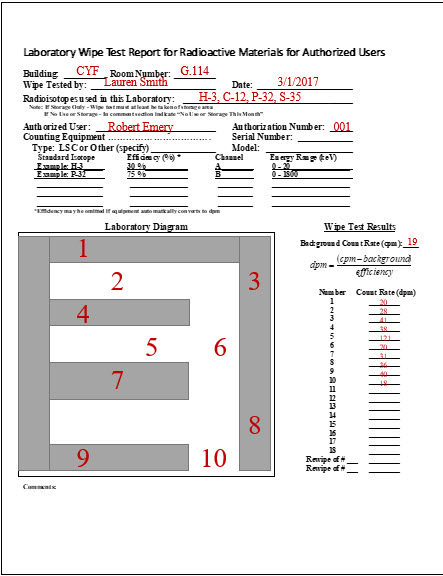 Laboratory Wipe Test Report for Radioactive Materials for Authorized Users
Building: CYF Room Number: G.114
Wipe Tested by: Lauren Smith Date: 3/1/2017
Radioisotopes used in this Laboratory: H-3, C-12, P-32, S-35
Note: If Storage Only - Wipe test must at least be taken of storage area
If No Use or Storage - In comment section indicate "No Use or Storage This Month"
Authorized User: Robert Emery Authorization Number: 001
Counting Equipment ........................................ Serial Number:
Type: LSC or Other (specify) Model:
Standard Isotope Efficiency (%) * Channel Energy Range (keV)
Example: H-3 30 % A 0 - 20
Example: P-32 75 % B 0 - 1800
*Efficiency may be omitted if equipment automatically converts to dpm
Laboratory Diagram
1
2
3
4
5
6
7
8
9
10
Wipe Test Results
Background Count Rate (cpm): 19
dpm = (cpm - background) / efficiency
Number Count Rate (dpm)
1 20
2 28
3 41
4 38
5 121
6 20
7 31
8 36
9 40
10 18
11
12
13
14
15
16
17
18
Rewipe of #
Rewipe of #
Comments: